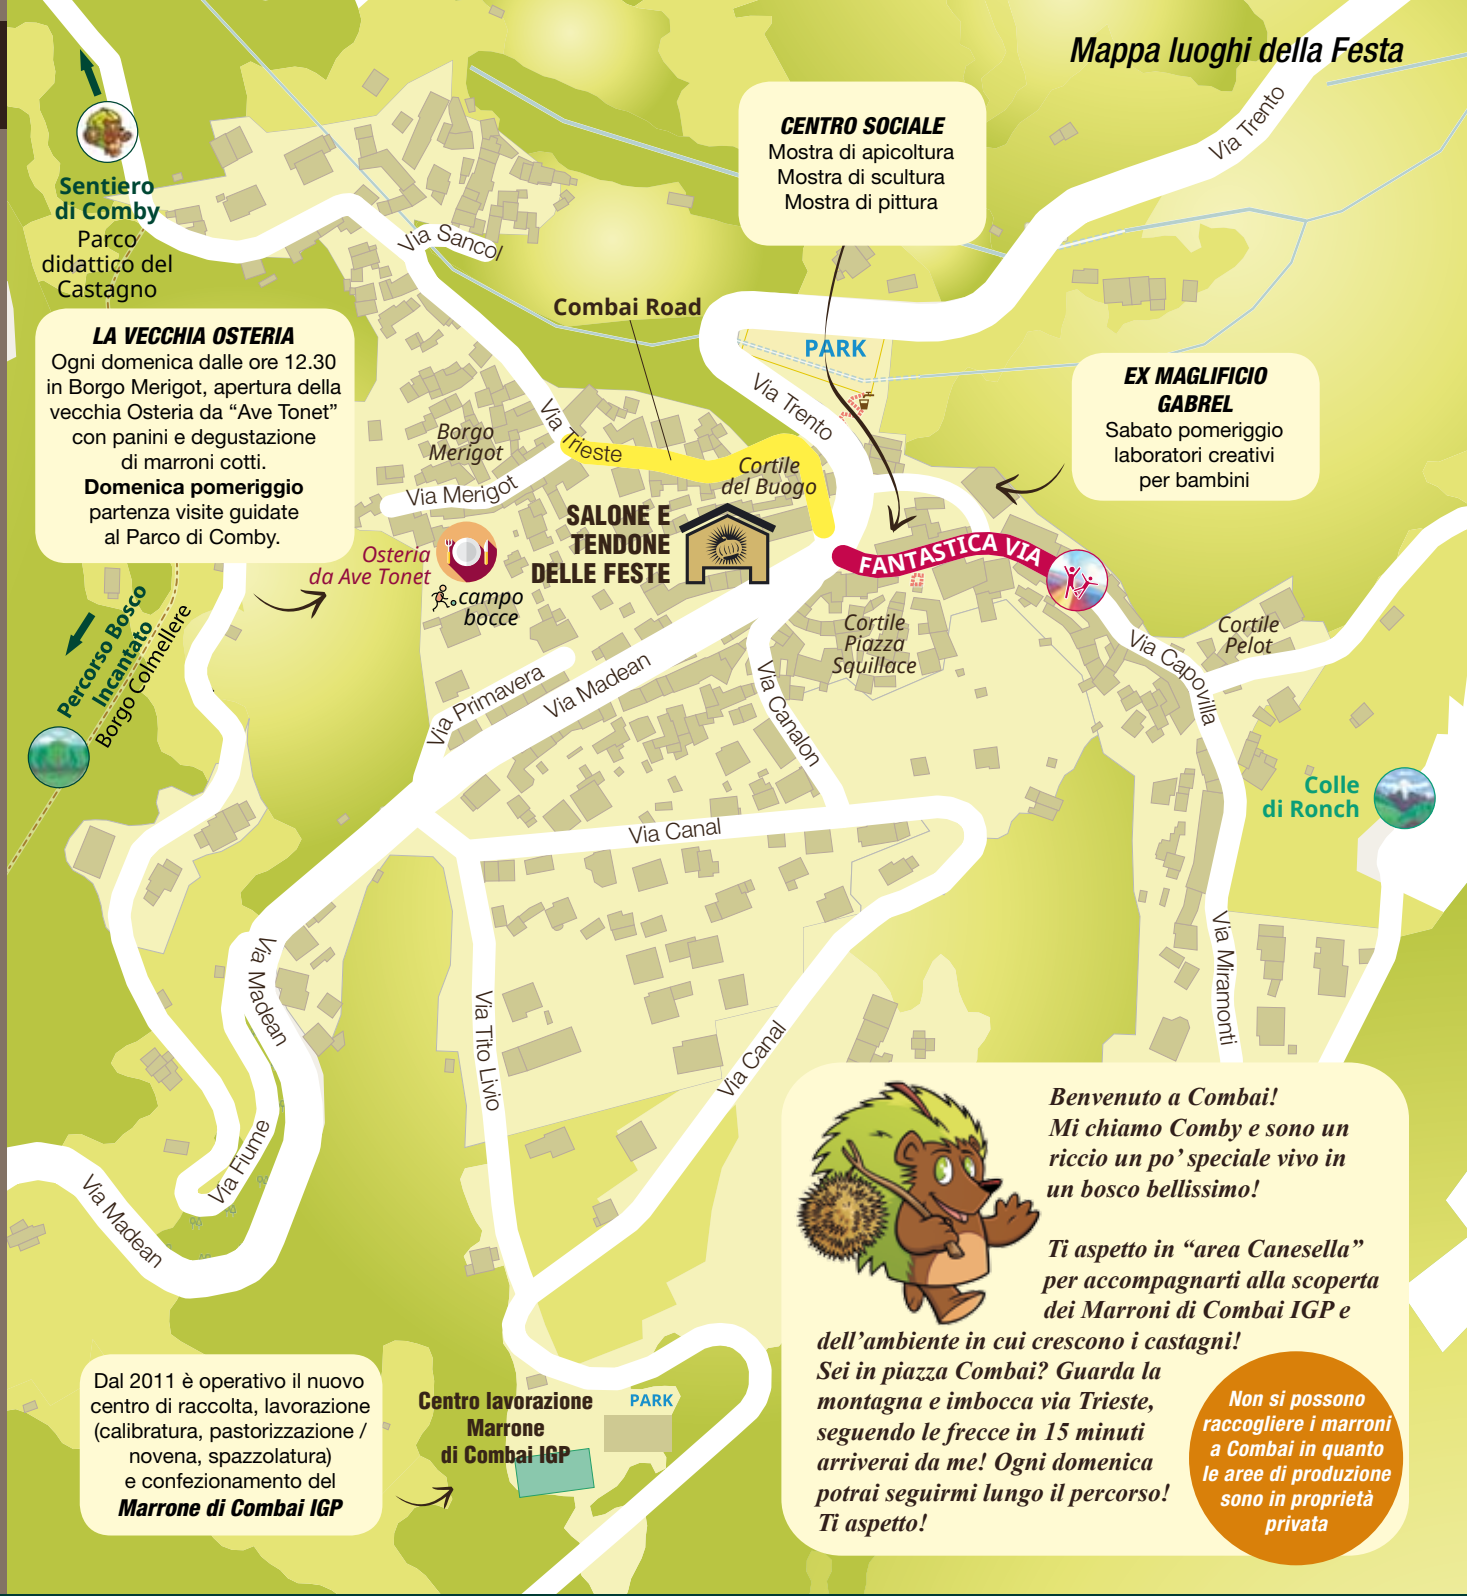 Mappa luoghi della Festa
Via Trento
CENTRO SOCIALE
Mostra di apicoltura
Mostra di scultura
Mostra di pittura
Sentiero
di Comby
Parco
didattico del
Castagno
Via Sancol
Combai Road
PARK
LA VECCHIA OSTERIA
Ogni domenica dalle ore 12.30
in Borgo Merigot, apertura della
vecchia Osteria da “Ave Tonet”
con panini e degustazione
di marroni cotti.
Domenica pomeriggio
partenza visite guidate
al Parco di Comby.
EX MAGLIFICIO
GABREL
Sabato pomeriggio
laboratori creativi
per bambini
Via Trento
Via Trieste
Borgo
Merigot
Via Merigot
Cortile
del Buogo
SALONE E
TENDONE
DELLE FESTE
FANTASTICA VIA
Osteria
da Ave Tonet
campo
bocce
Percorso Bosco
Incantato
Borgo Colmellere
Cortile
Piazza
Squillace
Cortile
Pelot
Via Capovilla
Via Primavera
Via Madean
Via Canalon
Colle
di Ronch
Via Canal
Via Madean
Via Miramonti
Via Tito Livio
Via Canal
Via Fiume
Via Madean
Benvenuto a Combai!
Mi chiamo Comby e sono un
riccio un po’ speciale vivo in
un bosco bellissimo!
Ti aspetto in “area Canesella”
per accompagnarti alla scoperta
dei Marroni di Combai IGP e
dell’ambiente in cui crescono i castagni!
Sei in piazza Combai? Guarda la
montagna e imbocca via Trieste,
seguendo le frecce in 15 minuti
arriverai da me! Ogni domenica
potrai seguirmi lungo il percorso!
Ti aspetto!
Non si possono
raccogliere i marroni
a Combai in quanto
le aree di produzione
sono in proprietà
privata
Dal 2011 è operativo il nuovo
centro di raccolta, lavorazione
(calibratura, pastorizzazione /
novena, spazzolatura)
e confezionamento del
Marrone di Combai IGP
Centro lavorazione
Marrone
di Combai IGP
PARK